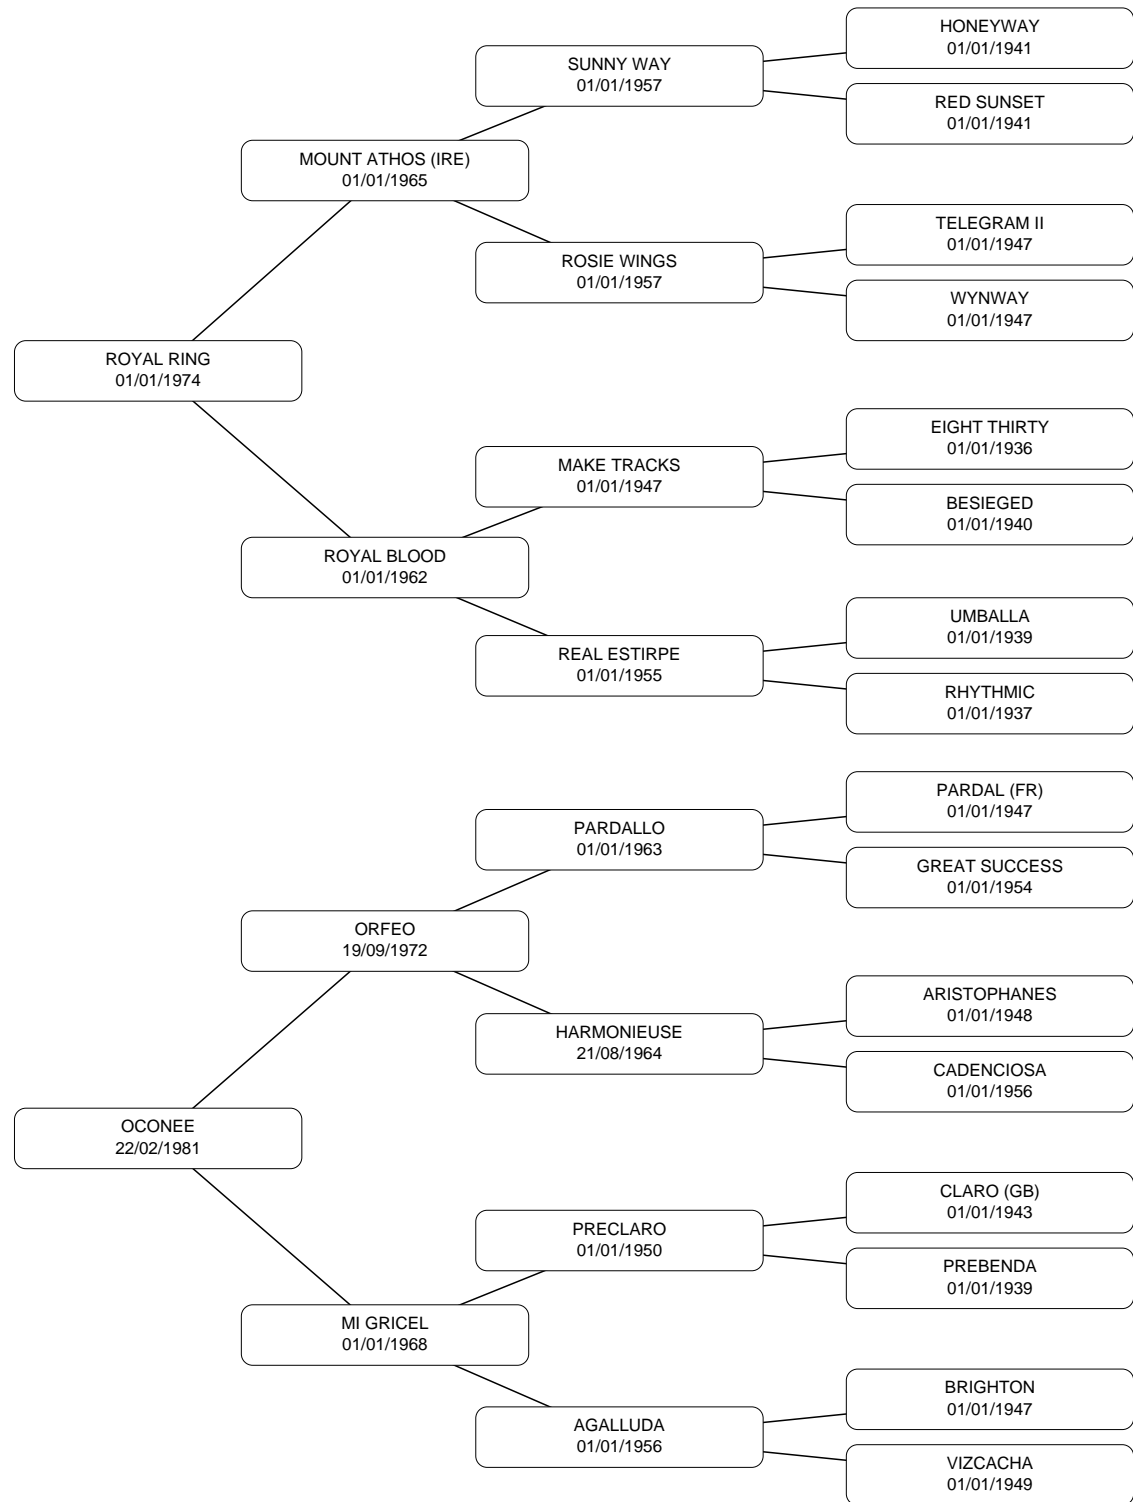 HONEYWAY
01/01/1941
SUNNY WAY
01/01/1957
RED SUNSET
01/01/1941
MOUNT ATHOS (IRE)
01/01/1965
TELEGRAM II
01/01/1947
ROSIE WINGS
01/01/1957
WYNWAY
01/01/1947
ROYAL RING
01/01/1974
EIGHT THIRTY
01/01/1936
MAKE TRACKS
01/01/1947
BESIEGED
01/01/1940
ROYAL BLOOD
01/01/1962
UMBALLA
01/01/1939
REAL ESTIRPE
01/01/1955
RHYTHMIC
01/01/1937
PARDAL (FR)
01/01/1947
PARDALLO
01/01/1963
GREAT SUCCESS
01/01/1954
ORFEO
19/09/1972
ARISTOPHANES
01/01/1948
HARMONIEUSE
21/08/1964
CADENCIOSA
01/01/1956
OCONEE
22/02/1981
CLARO (GB)
01/01/1943
PRECLARO
01/01/1950
PREBENDA
01/01/1939
MI GRICEL
01/01/1968
BRIGHTON
01/01/1947
AGALLUDA
01/01/1956
VIZCACHA
01/01/1949